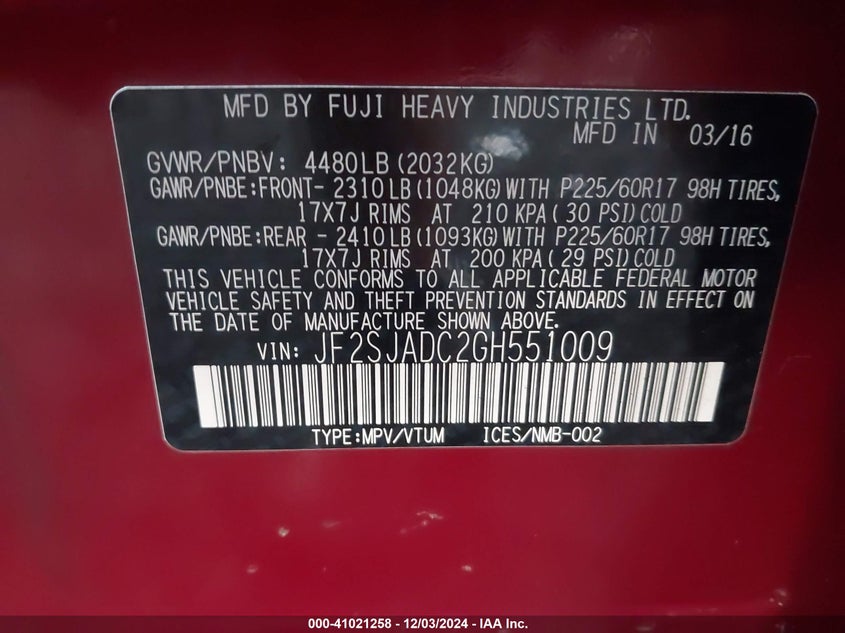 MFD BY FUJI HEAVY INDUSTRIES LTD.
MFD IN 03/16
GVWR/PNBV: 4480LB (2032KG)
GAWR/PNBE:FRONT- 2310 LB (1048KG) WITH P225/60R17 98H TIRES,
17X7J RIMS AT 210 KPA (30 PSI) COLD
GAWR/PNBE:REAR - 2410 LB (1093KG) WITH P225/60R17 98H TIRES,
17X7J RIMS AT 200 KPA (29 PSI) COLD
THIS VEHICLE CONFORMS TO ALL APPLICABLE FEDERAL MOTOR
VEHICLE SAFETY AND THEFT PREVENTION STANDARDS IN EFFECT ON
THE DATE OF MANUFACTURE SHOWN ABOVE.
VIN: JF2SJADC2GH551009
TYPE:MPV/VTUM ICES/NMB-002
000-41021258 - 12/03/2024 - IAA Inc.